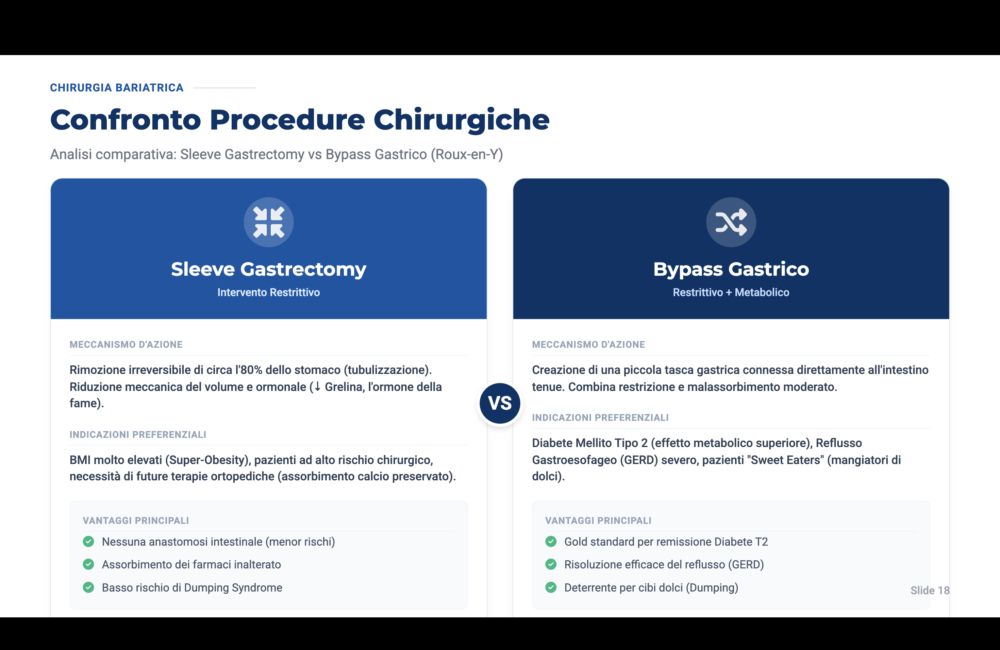 CHIRURGIA BARIATRICA
Confronto Procedure Chirurgiche
Analisi comparativa: Sleeve Gastrectomy vs Bypass Gastrico (Roux-en-Y)
Sleeve Gastrectomy
Intervento Restrittivo
MECCANISMO D'AZIONE
Rimozione irreversibile di circa l'80% dello stomaco (tubulizzazione).
Riduzione meccanica del volume e ormonale (↓ Grelina, l'ormone della
fame).
INDICAZIONI PREFERENZIALI
BMI molto elevati (Super-Obesity), pazienti ad alto rischio chirurgico,
necessità di future terapie ortopediche (assorbimento calcio preservato).
VANTAGGI PRINCIPALI
Nessuna anastomosi intestinale (menor rischi)
Assorbimento dei farmaci inalterato
Basso rischio di Dumping Syndrome
VS
Bypass Gastrico
Restrittivo + Metabolico
MECCANISMO D'AZIONE
Creazione di una piccola tasca gastrica connessa direttamente all'intestino
tenue. Combina restrizione e malassorbimento moderato.
INDICAZIONI PREFERENZIALI
Diabete Mellito Tipo 2 (effetto metabolico superiore), Reflusso
Gastroesofageo (GERD) severo, pazienti "Sweet Eaters" (mangiatori di
dolci).
VANTAGGI PRINCIPALI
Gold standard per remissione Diabete T2
Risoluzione efficace del reflusso (GERD)
Deterrente per cibi dolci (Dumping)
Slide 18